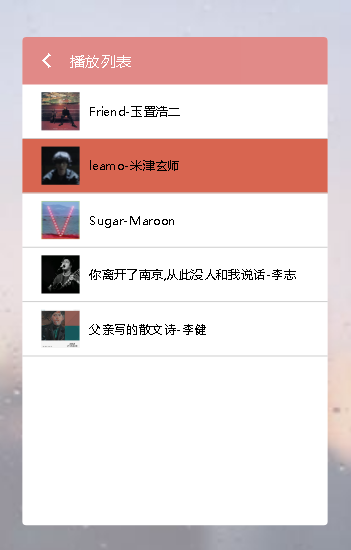 播放列表
Friend-玉置浩二
leamo-米津玄师
Sugar-Maroon
你离开了南京,从此没人和我说话-李志
父亲写的散文诗-李健